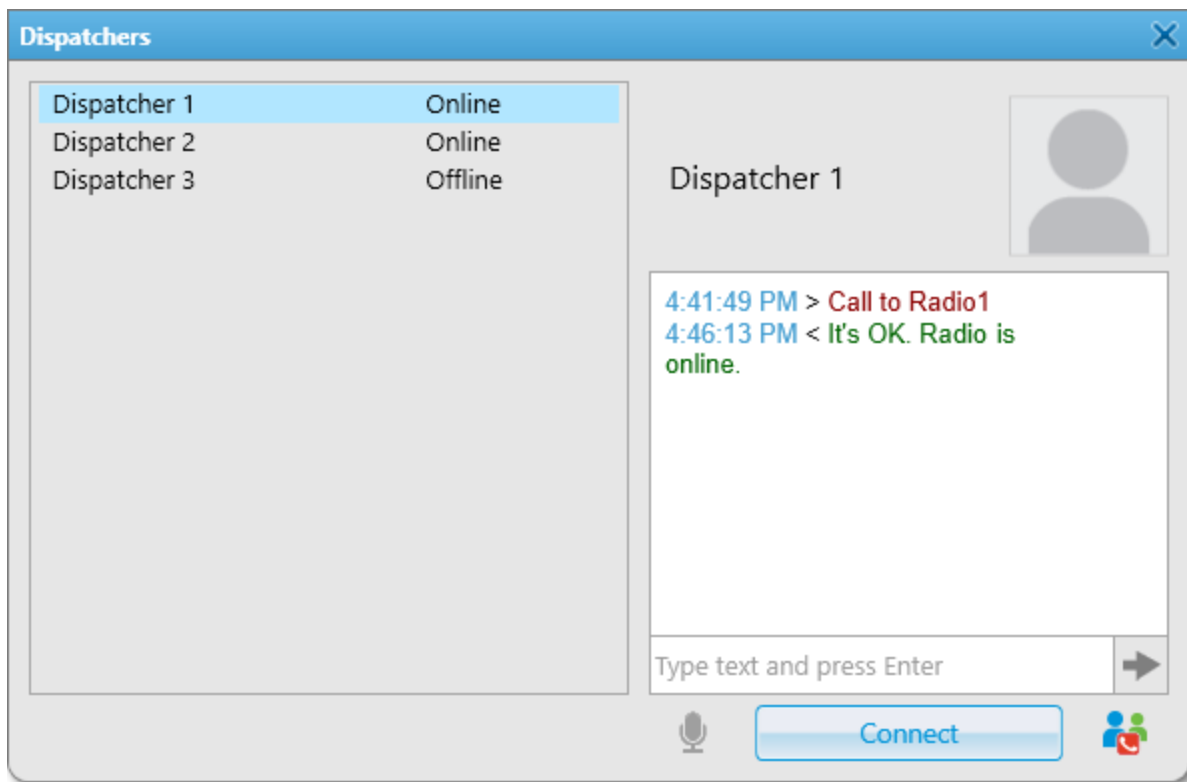 Dispatchers
Dispatcher 1 Online
Dispatcher 2 Online
Dispatcher 3 Offline
Dispatcher 1
4:41:49 PM > Call to Radio1
4:46:13 PM < It's OK. Radio is
online.
Type text and press Enter
Connect